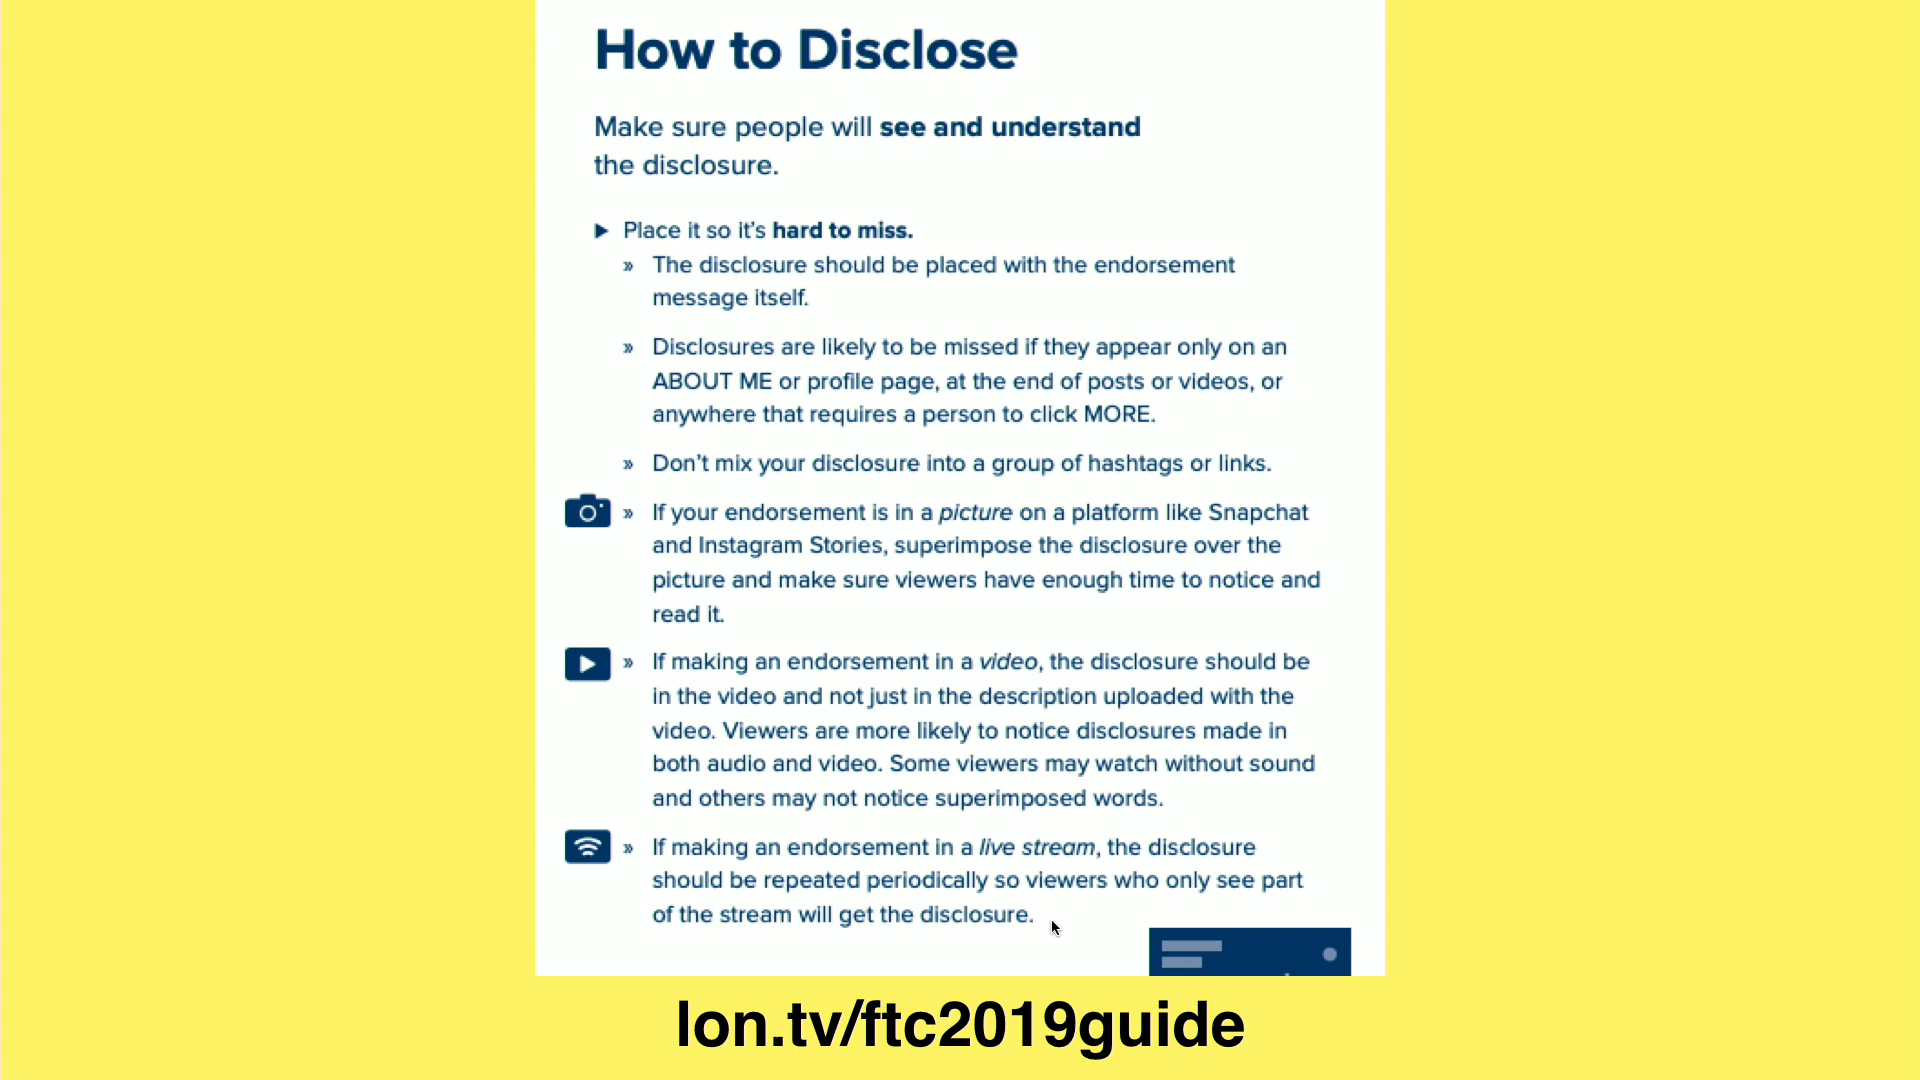 How to Disclose
Make sure people will see and understand
the disclosure.
▶ Place it so it's hard to miss.
» The disclosure should be placed with the endorsement
message itself.
» Disclosures are likely to be missed if they appear only on an
ABOUT ME or profile page, at the end of posts or videos, or
anywhere that requires a person to click MORE.
» Don't mix your disclosure into a group of hashtags or links.
» If your endorsement is in a picture on a platform like Snapchat
and Instagram Stories, superimpose the disclosure over the
picture and make sure viewers have enough time to notice and
read it.
» If making an endorsement in a video, the disclosure should be
in the video and not just in the description uploaded with the
video. Viewers are more likely to notice disclosures made in
both audio and video. Some viewers may watch without sound
and others may not notice superimposed words.
» If making an endorsement in a live stream, the disclosure
should be repeated periodically so viewers who only see part
of the stream will get the disclosure.
lon.tv/ftc2019guide